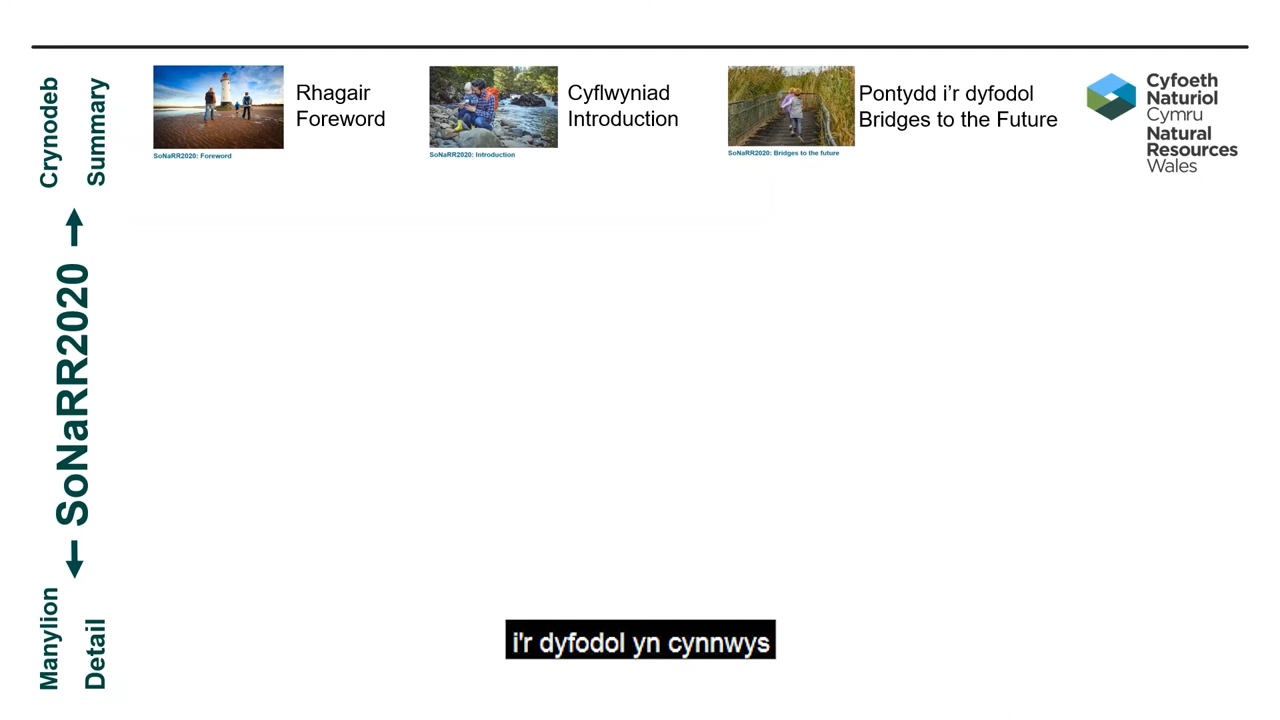 Crynodeb
Summary
SoNaRR2020
Manylion
Detail
Rhagair
Foreword
SoNaRR2020: Foreword
Cyflwyniad
Introduction
SoNaRR2020: Introduction
Pontydd i’r dyfodol
Bridges to the Future
SoNaRR2020: Bridges to the future
Cyfoeth
Naturiol
Cymru
Natural
Resources
Wales
i'r dyfodol yn cynnwys